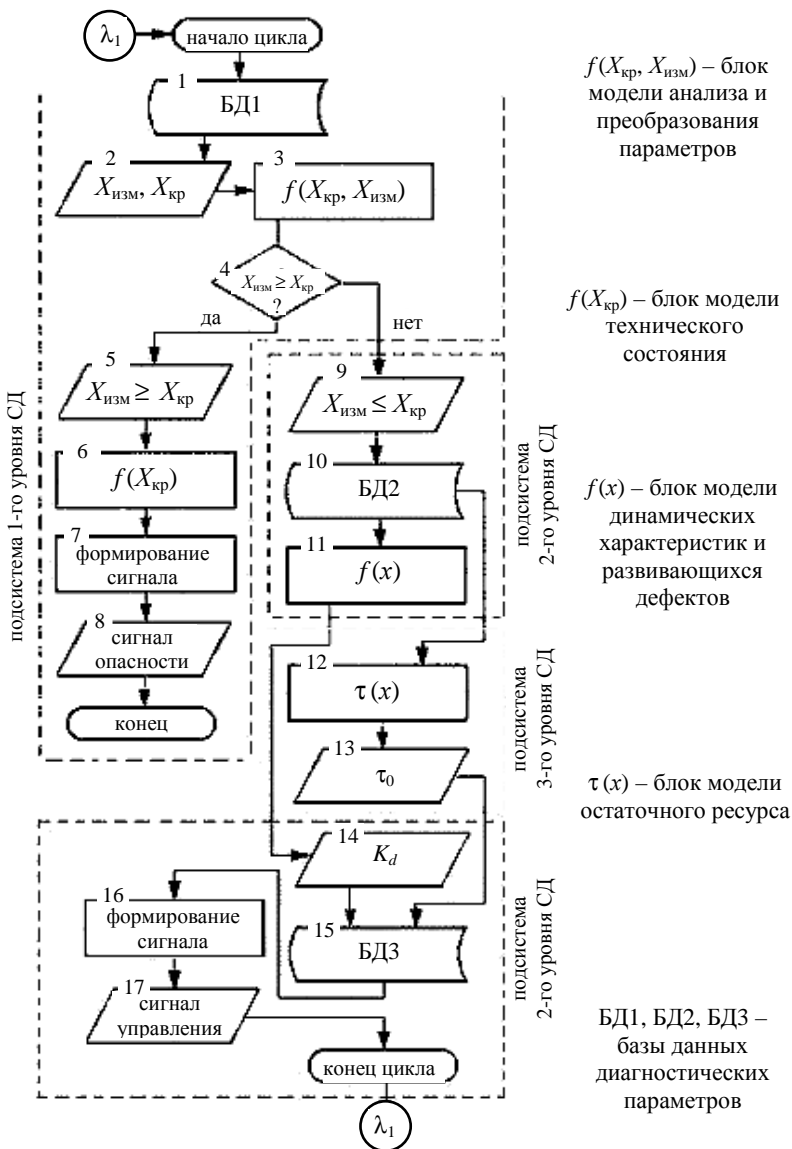 λ₁
начало цикла
1
БД1
2
Xизм, Xкр
3
f(Xкр, Xизм)
4
Xизм ≥ Xкр
?
да
нет
5
Xизм ≥ Xкр
6
f(Xкр)
7
формирование
сигнала
8
сигнал
опасности
конец
подсистема 1-го уровня СД
9
Xизм ≤ Xкр
10
БД2
11
f(x)
подсистема
2-го уровня СД
12
τ(x)
13
τ₀
подсистема
3-го уровня СД
14
Kd
15
БД3
16
формирование
сигнала
17
сигнал
управления
конец цикла
λ₁
подсистема
2-го уровня СД
f(Xкр, Xизм) – блок
модели анализа и
преобразования
параметров
f(Xкр) – блок модели
технического
состояния
f(x) – блок модели
динамических
характеристик и
развивающихся
дефектов
τ(x) – блок модели
остаточного ресурса
БД1, БД2, БД3 –
базы данных
диагностических
параметров